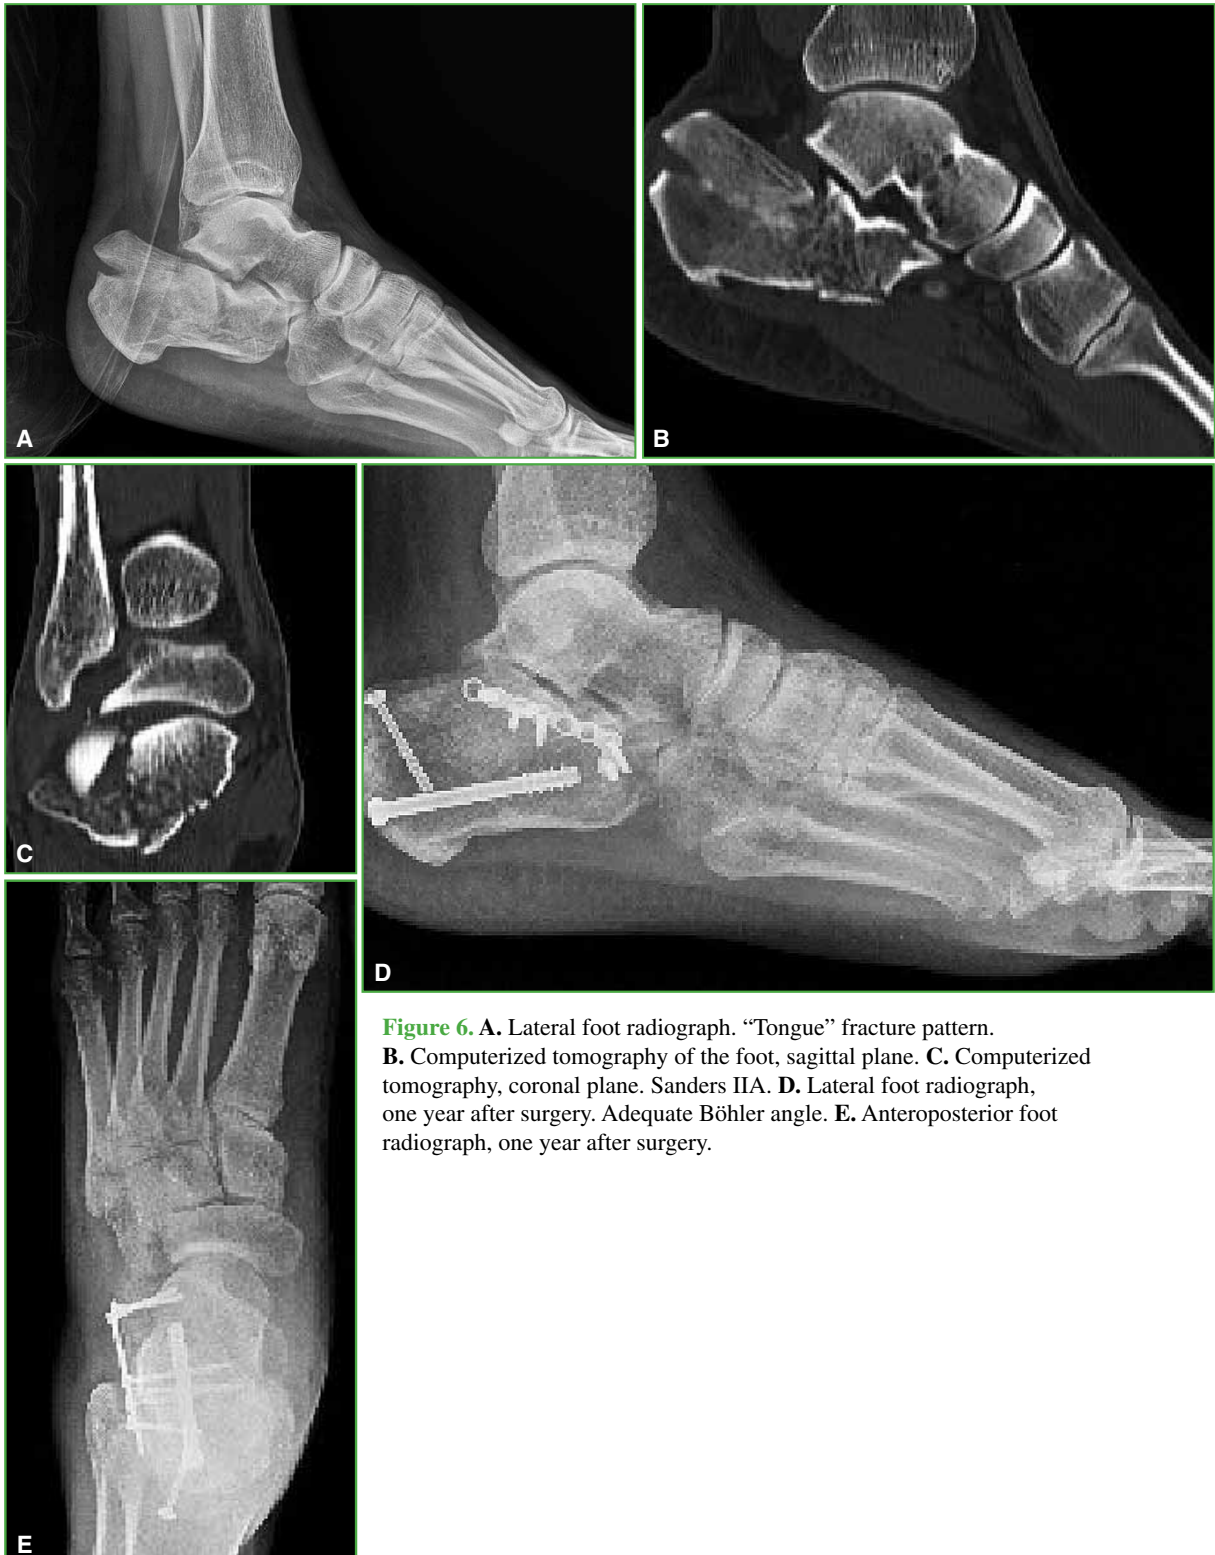 A
B
C
D
E
Figure 6. A. Lateral foot radiograph. “Tongue” fracture pattern.
B. Computerized tomography of the foot, sagittal plane. C. Computerized
tomography, coronal plane. Sanders IIA. D. Lateral foot radiograph,
one year after surgery. Adequate Böhler angle. E. Anteroposterior foot
radiograph, one year after surgery.